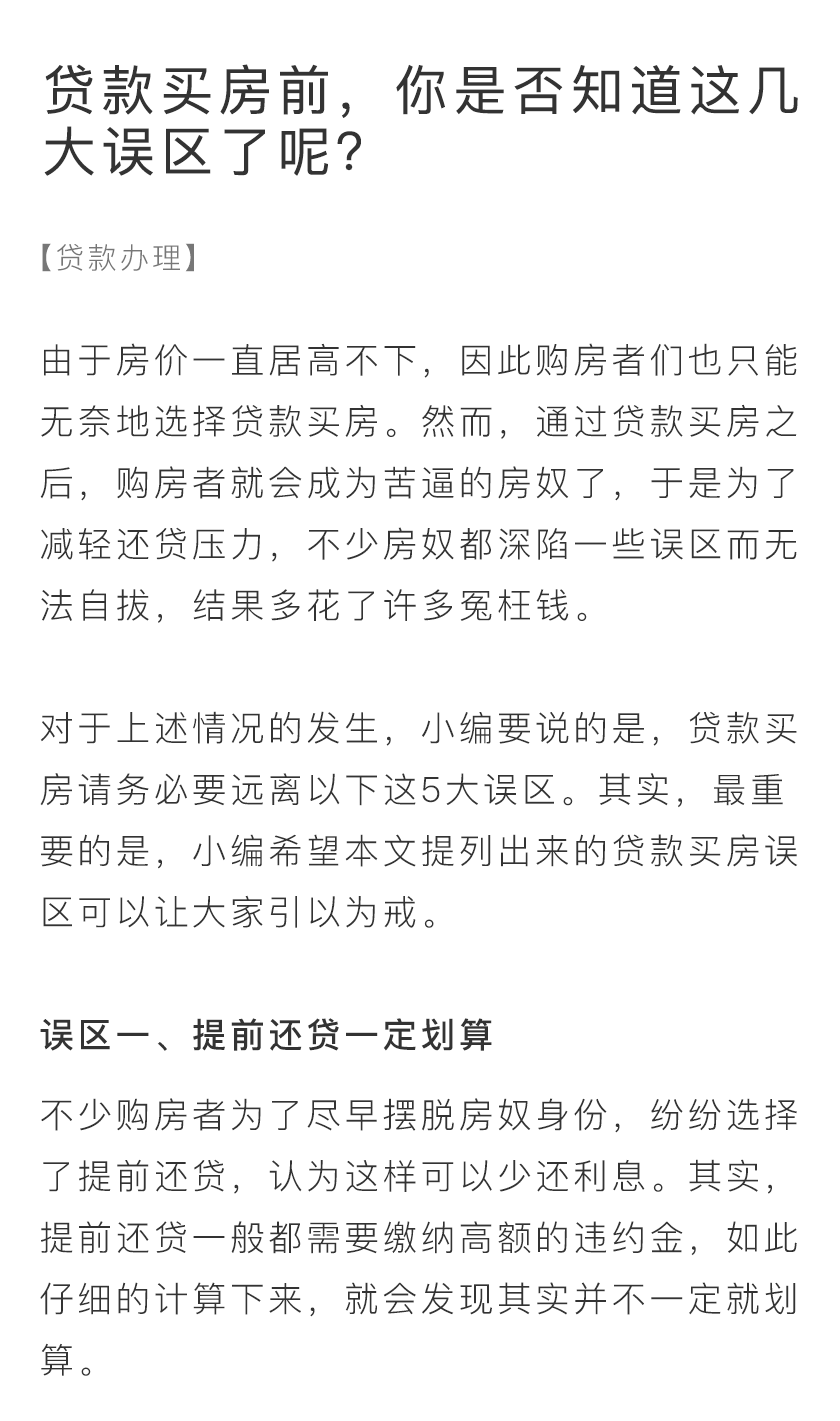 贷款买房前，你是否知道这几
大误区了呢?
【贷款办理】
由于房价一直居高不下，因此购房者们也只能
无奈地选择贷款买房。然而，通过贷款买房之
后，购房者就会成为苦逼的房奴了，于是为了
减轻还贷压力，不少房奴都深陷一些误区而无
法自拔，结果多花了许多冤枉钱。
对于上述情况的发生，小编要说的是，贷款买
房请务必要远离以下这5大误区。其实，最重
要的是，小编希望本文提列出来的贷款买房误
区可以让大家引以为戒。
误区一、提前还贷一定划算
不少购房者为了尽早摆脱房奴身份，纷纷选择
了提前还贷，认为这样可以少还利息。其实，
提前还贷一般都需要缴纳高额的违约金，如此
仔细的计算下来，就会发现其实并不一定就划
算。